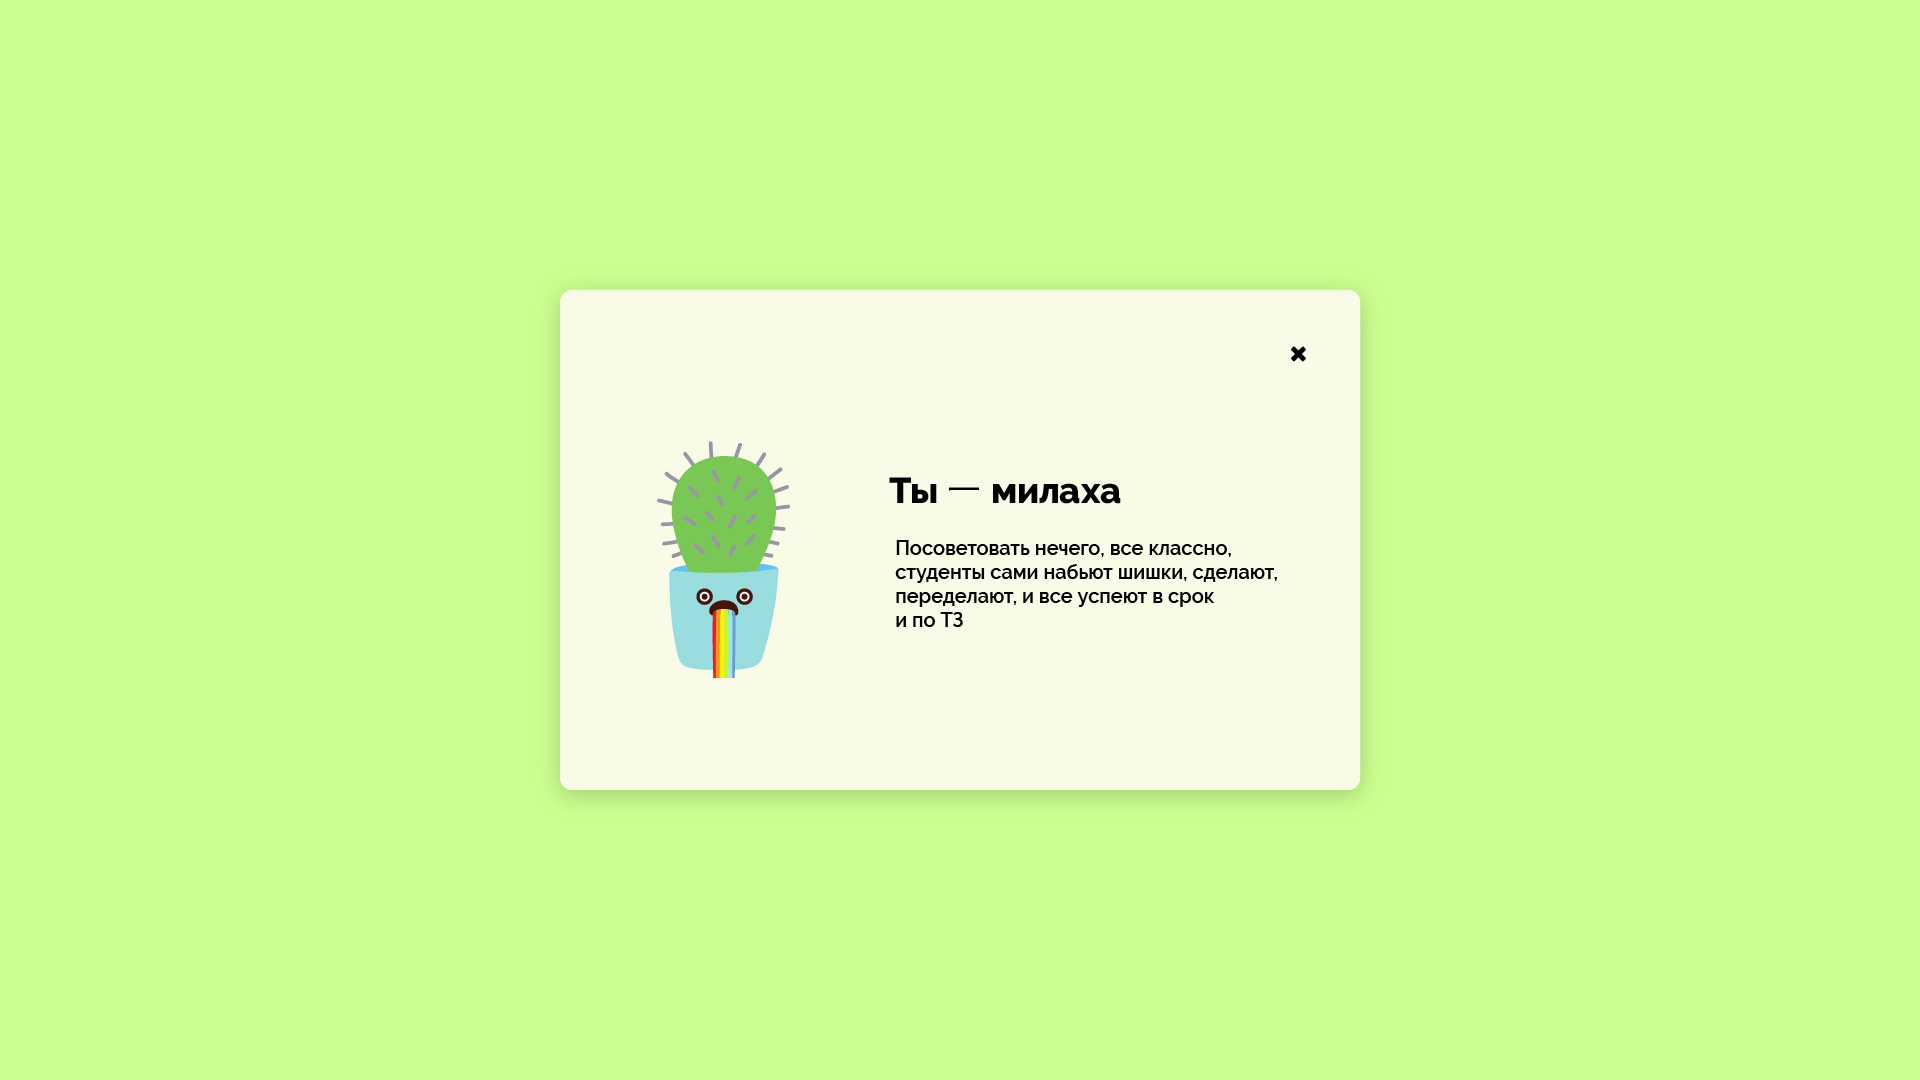 Ты — милаха
Посоветовать нечего, все классно,
студенты сами набьют шишки, сделают,
переделают, и все успеют в срок
и по ТЗ